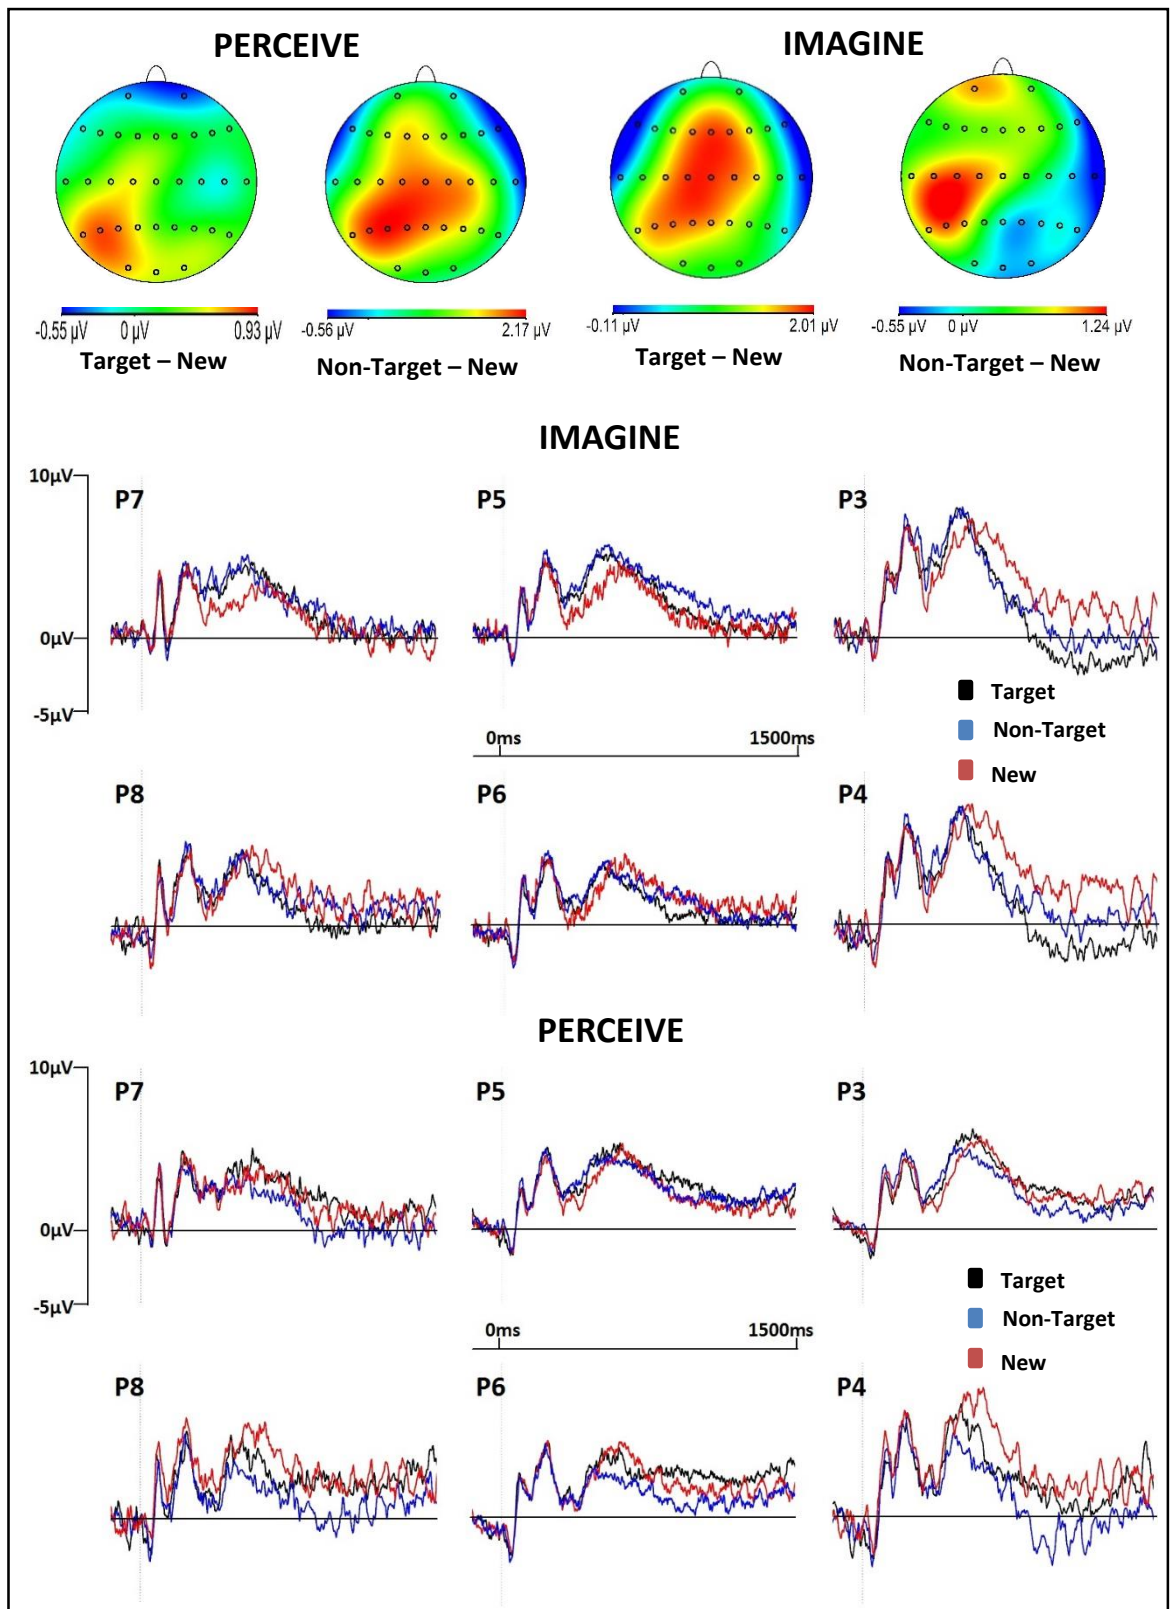 PERCEIVE
IMAGINE
-0.55 µV 0 µV 0.93 µV
Target – New
-0.56 µV 2.17 µV
Non-Target – New
-0.11 µV 2.01 µV
Target – New
-0.55 µV 0 µV 1.24 µV
Non-Target – New
IMAGINE
10µV
0µV
-5µV
P7
P5
P3
Target
Non-Target
New
0ms 1500ms
P8
P6
P4
PERCEIVE
10µV
0µV
-5µV
P7
P5
P3
Target
Non-Target
New
0ms 1500ms
P8
P6
P4